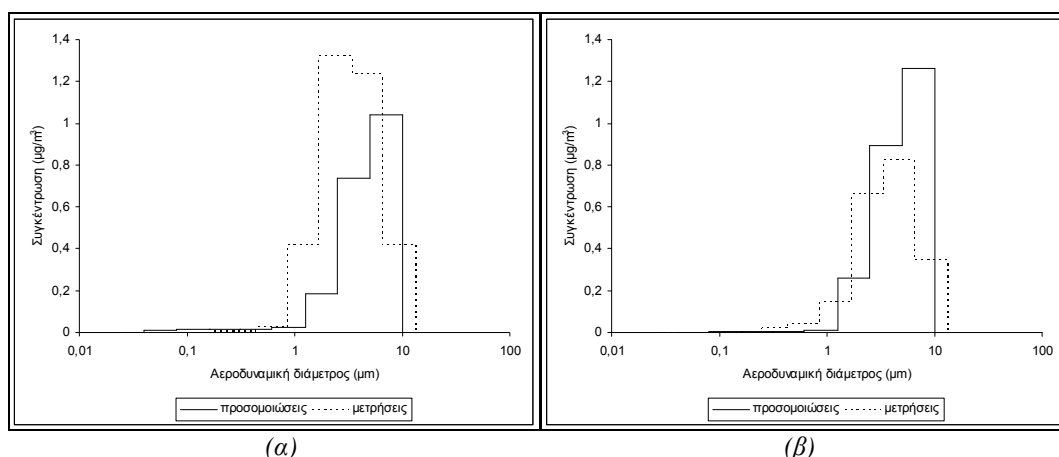 1,4
1,2
1
0,8
0,6
0,4
0,2
0
Συγκέντρωση (μg/m³)
0,01 0,1 1 10 100
Αεροδυναμική διάμετρος (μm)
προσομοιώσεις μετρήσεις
(α)
1,4
1,2
1
0,8
0,6
0,4
0,2
0
Συγκέντρωση (μg/m³)
0,01 0,1 1 10 100
Αεροδυναμική διάμετρος (μm)
προσομοιώσεις μετρήσεις
(β)